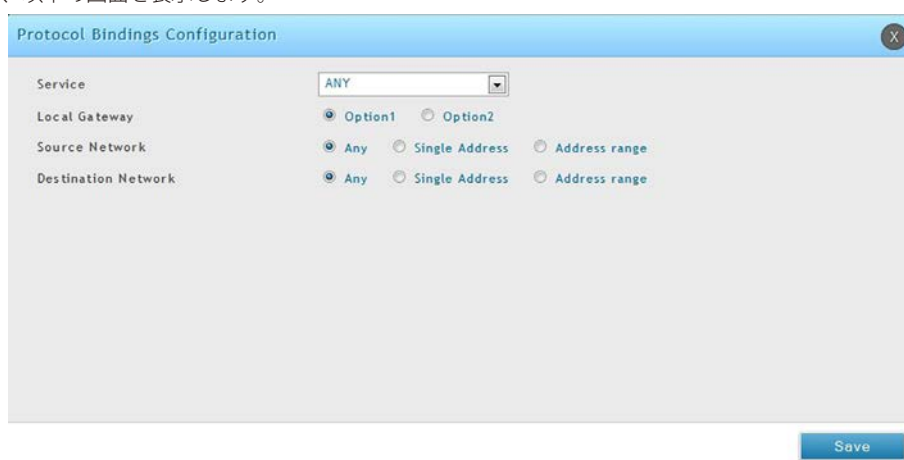 以下の画面を表示します。
Protocol Bindings Configuration
X
Service ANY
Local Gateway Option1 Option2
Source Network Any Single Address Address range
Destination Network Any Single Address Address range
Save